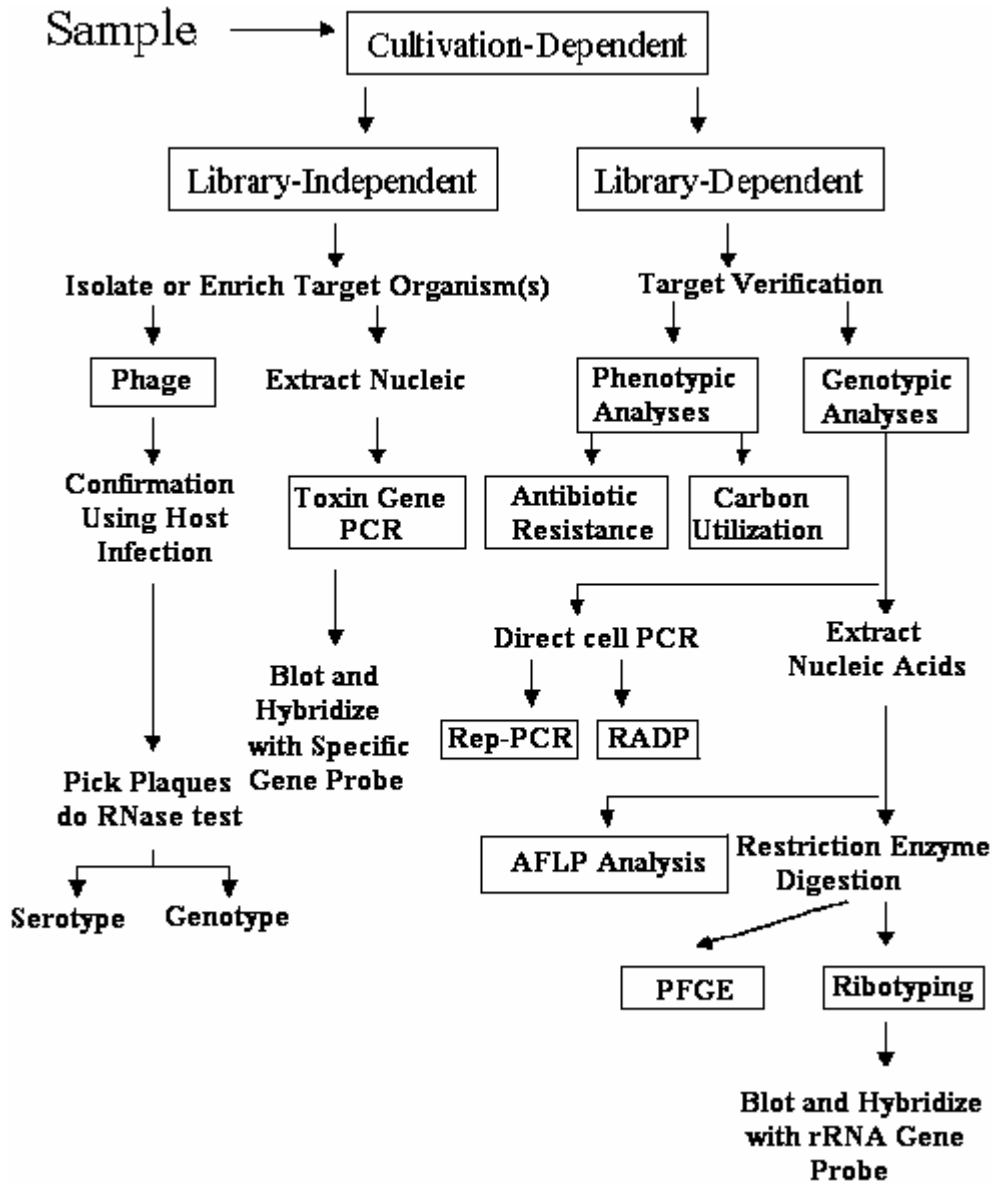 Sample
Cultivation-Dependent
Library-Independent
Library-Dependent
Isolate or Enrich Target Organism(s)
Target Verification
Phage
Extract Nucleic
Phenotypic
Analyses
Genotypic
Analyses
Confirmation
Using Host
Infection
Toxin Gene
PCR
Antibiotic
Resistance
Carbon
Utilization
Direct cell PCR
Extract
Nucleic Acids
Blot and
Hybridize
with Specific
Gene Probe
Rep-PCR
RADP
Pick Plaques
do RNase test
AFLP Analysis
Restriction Enzyme
Digestion
Serotype
Genotype
PFGE
Ribotyping
Blot and Hybridize
with rRNA Gene
Probe